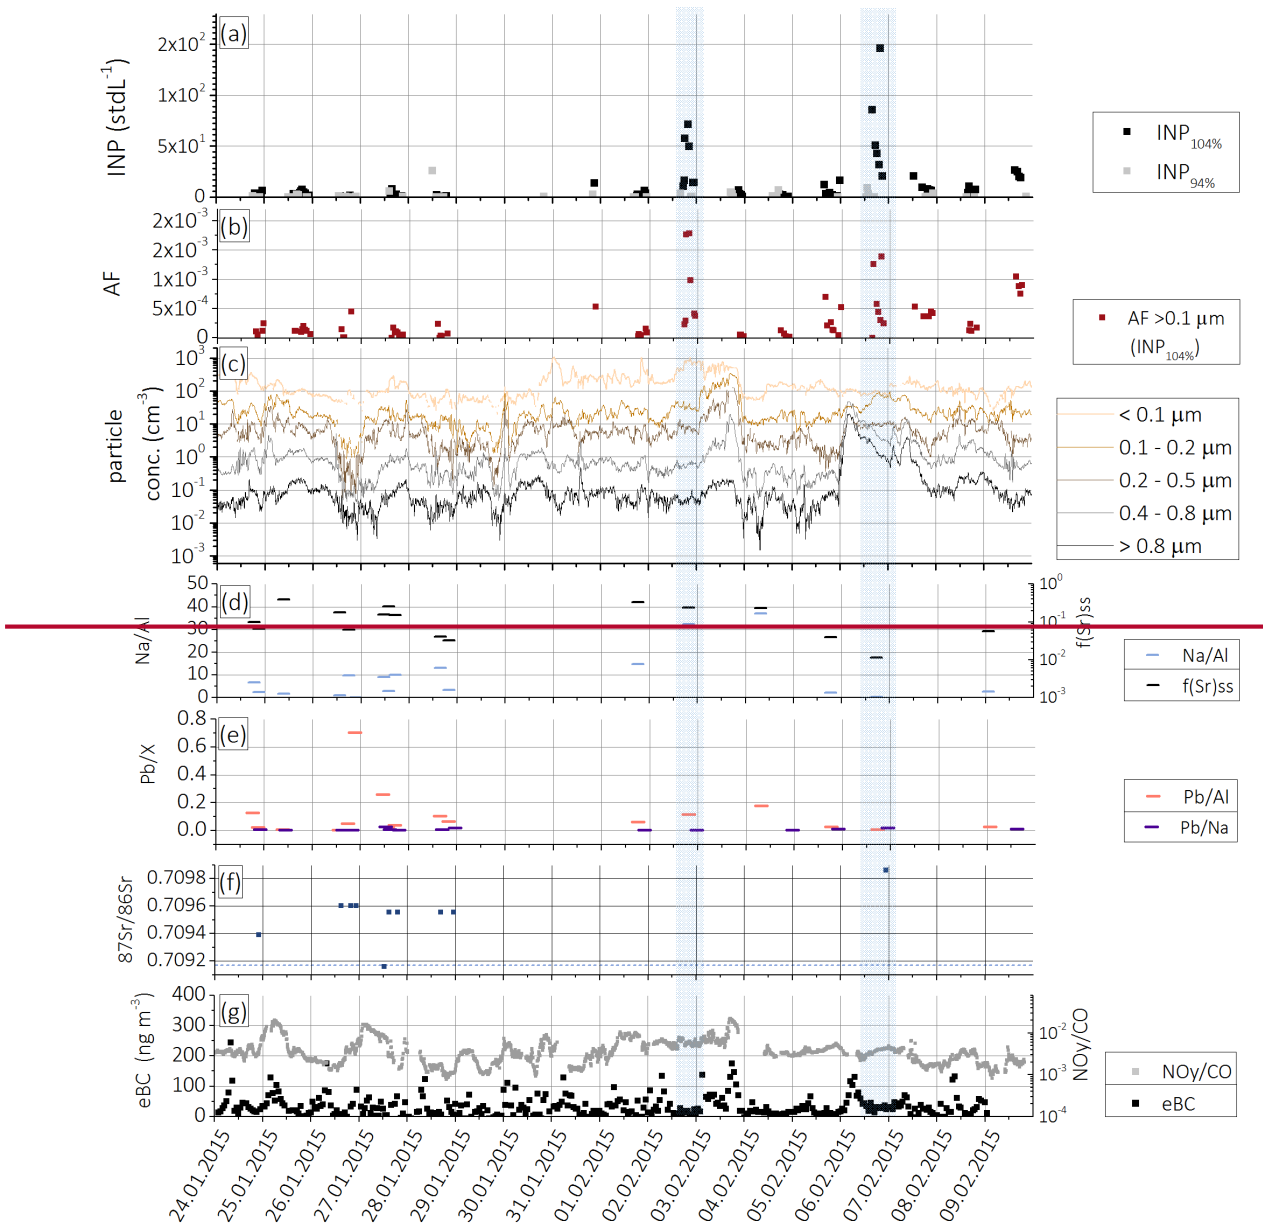 (a)
INP (stdL⁻¹)
2x10²
1x10²
5x10¹
0
INP104%
INP94%
(b)
AF
2x10⁻³
2x10⁻³
1x10⁻³
5x10⁻⁴
0
AF >0.1 µm
(INP104%)
(c)
particle
conc. (cm⁻³)
10³
10²
10¹
10⁰
10⁻¹
10⁻²
10⁻³
< 0.1 µm
0.1 - 0.2 µm
0.2 - 0.5 µm
0.4 - 0.8 µm
> 0.8 µm
(d)
Na/Al
50
40
30
20
10
0
10⁰
10⁻¹
10⁻²
10⁻³
f(Sr)ss
Na/Al
f(Sr)ss
(e)
Pb/X
0.8
0.6
0.4
0.2
0.0
Pb/Al
Pb/Na
(f)
87Sr/86Sr
0.7098
0.7096
0.7094
0.7092
(g)
eBC (ng m⁻³)
400
300
200
100
0
10⁻²
10⁻³
10⁻⁴
NOy/CO
NOy/CO
eBC
24.01.2015
25.01.2015
26.01.2015
27.01.2015
28.01.2015
29.01.2015
30.01.2015
31.01.2015
01.02.2015
02.02.2015
03.02.2015
04.02.2015
05.02.2015
06.02.2015
07.02.2015
08.02.2015
09.02.2015